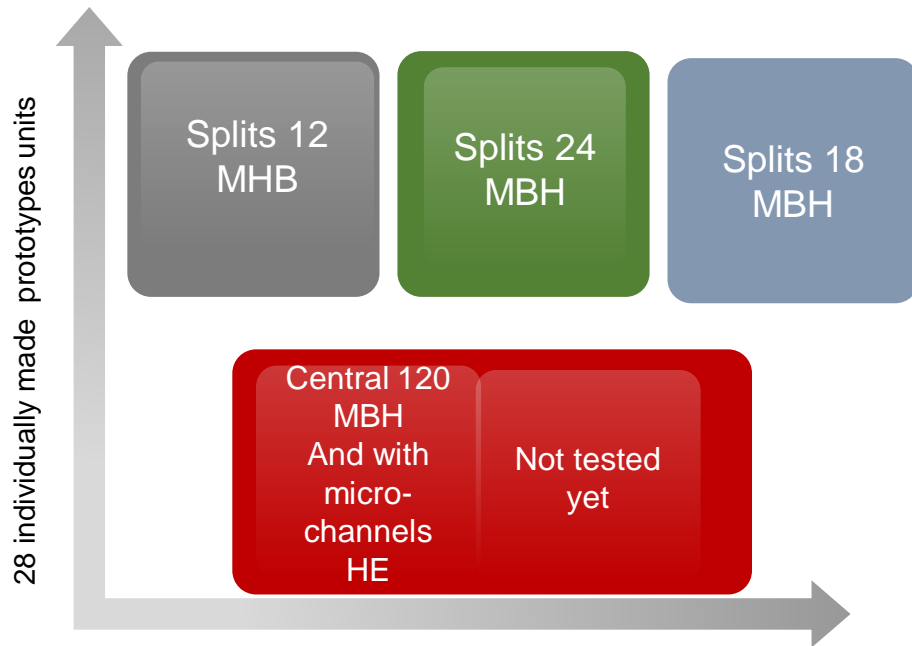 28 individually made prototypes units
Splits 12
MHB
Splits 24
MBH
Splits 18
MBH
Central 120
MBH
And with
micro-
channels
HE
Not tested
yet